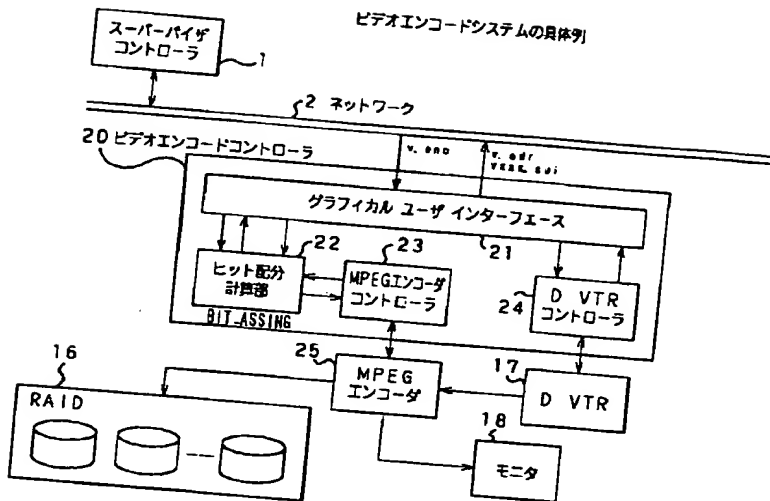 ビデオエンコードシステムの具体例
スーパーバイザ
コントローラ
1
2 ネットワーク
20 ビデオエンコードコントローラ
v. enc
v. adr
グラフィカル ユーザ インターフェース
21
22
23
ヒット配分
計算部
MPEGエンコーダ
コントローラ
24
D VTR
コントローラ
BIT_ASSING
25
16
MPEG
エンコーダ
17
D VTR
RAID
18
モニタ